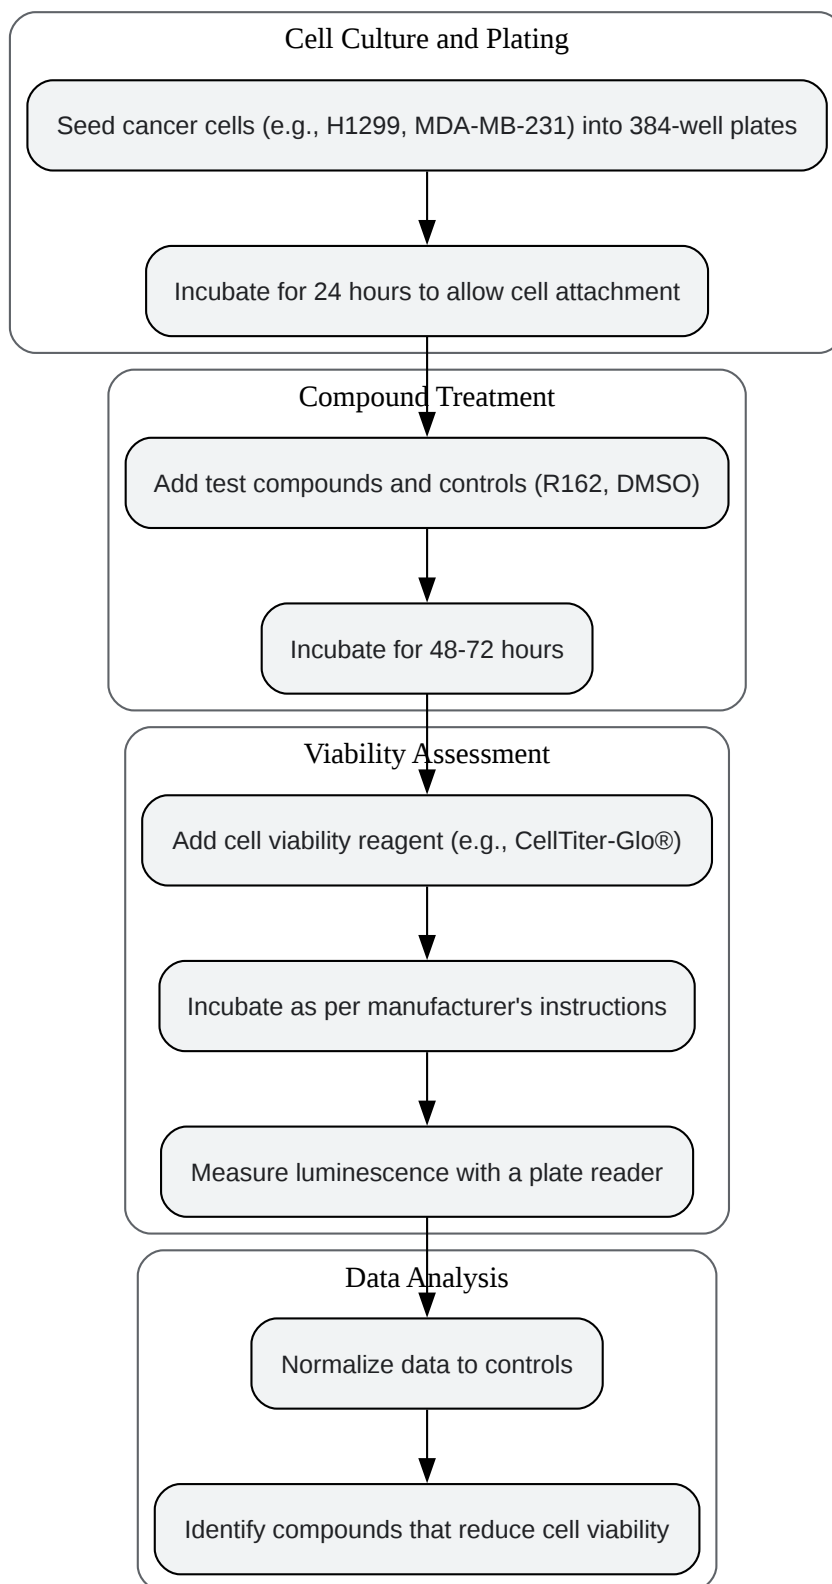 Cell Culture and Plating
Seed cancer cells (e.g., H1299, MDA-MB-231) into 384-well plates
Incubate for 24 hours to allow cell attachment
Compound Treatment
Add test compounds and controls (R162, DMSO)
Incubate for 48-72 hours
Viability Assessment
Add cell viability reagent (e.g., CellTiter-Glo®)
Incubate as per manufacturer's instructions
Measure luminescence with a plate reader
Data Analysis
Normalize data to controls
Identify compounds that reduce cell viability